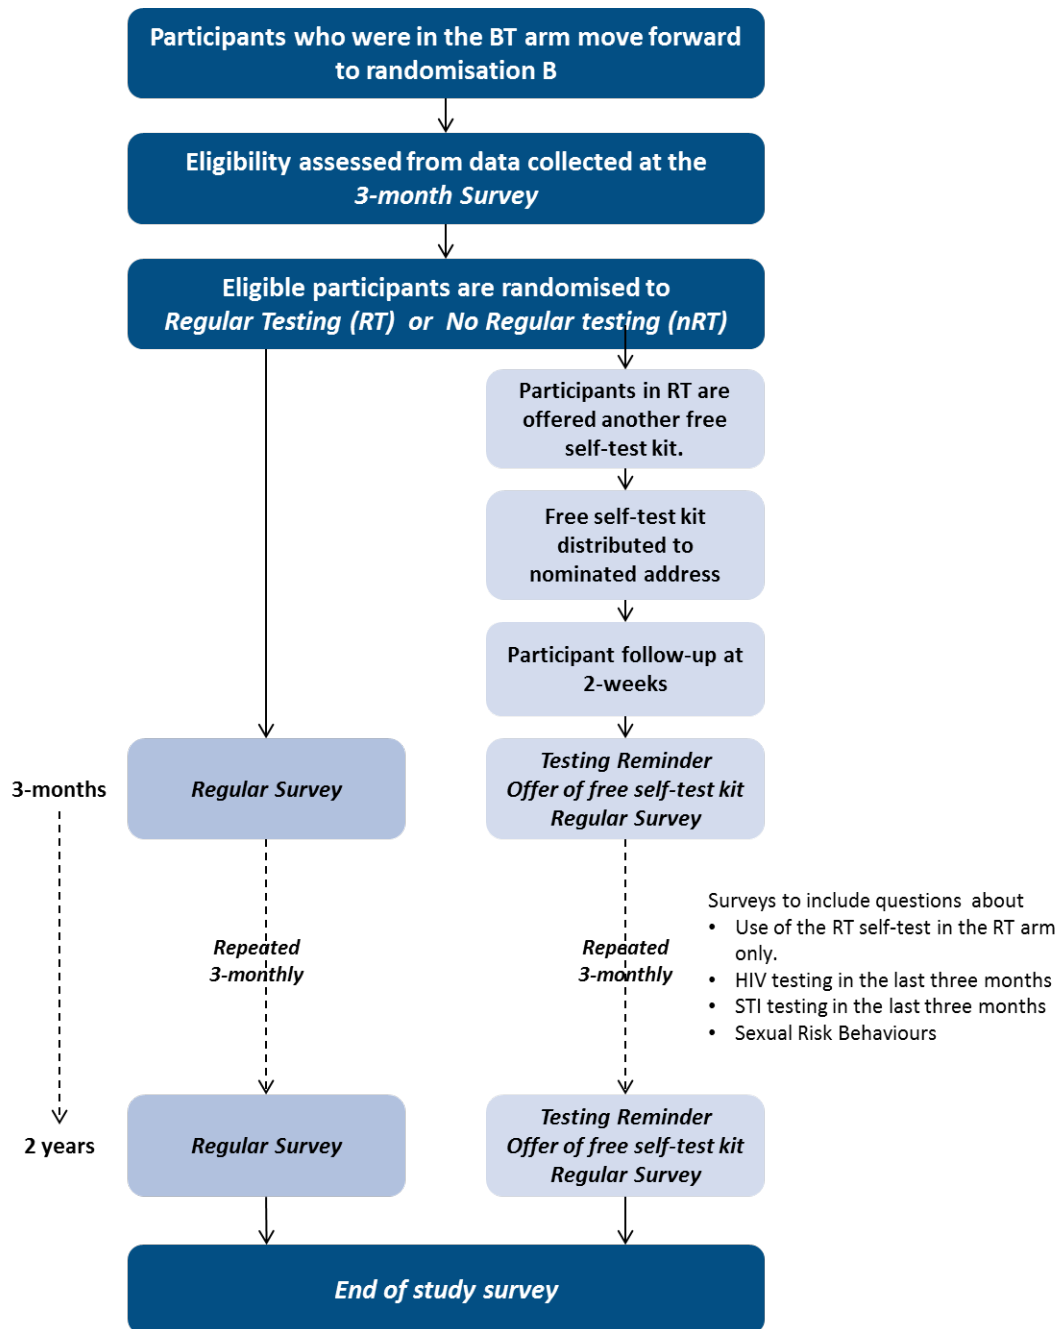 Participants who were in the BT arm move forward
to randomisation B
Eligibility assessed from data collected at the
3-month Survey
Eligible participants are randomised to
Regular Testing (RT) or No Regular testing (nRT)
Participants in RT are
offered another free
self-test kit.
Free self-test kit
distributed to
nominated address
Participant follow-up at
2-weeks
3-months
Regular Survey
Testing Reminder
Offer of free self-test kit
Regular Survey
Repeated
3-monthly
Repeated
3-monthly
Surveys to include questions about
• Use of the RT self-test in the RT arm
only.
• HIV testing in the last three months
• STI testing in the last three months
• Sexual Risk Behaviours
2 years
Regular Survey
Testing Reminder
Offer of free self-test kit
Regular Survey
End of study survey